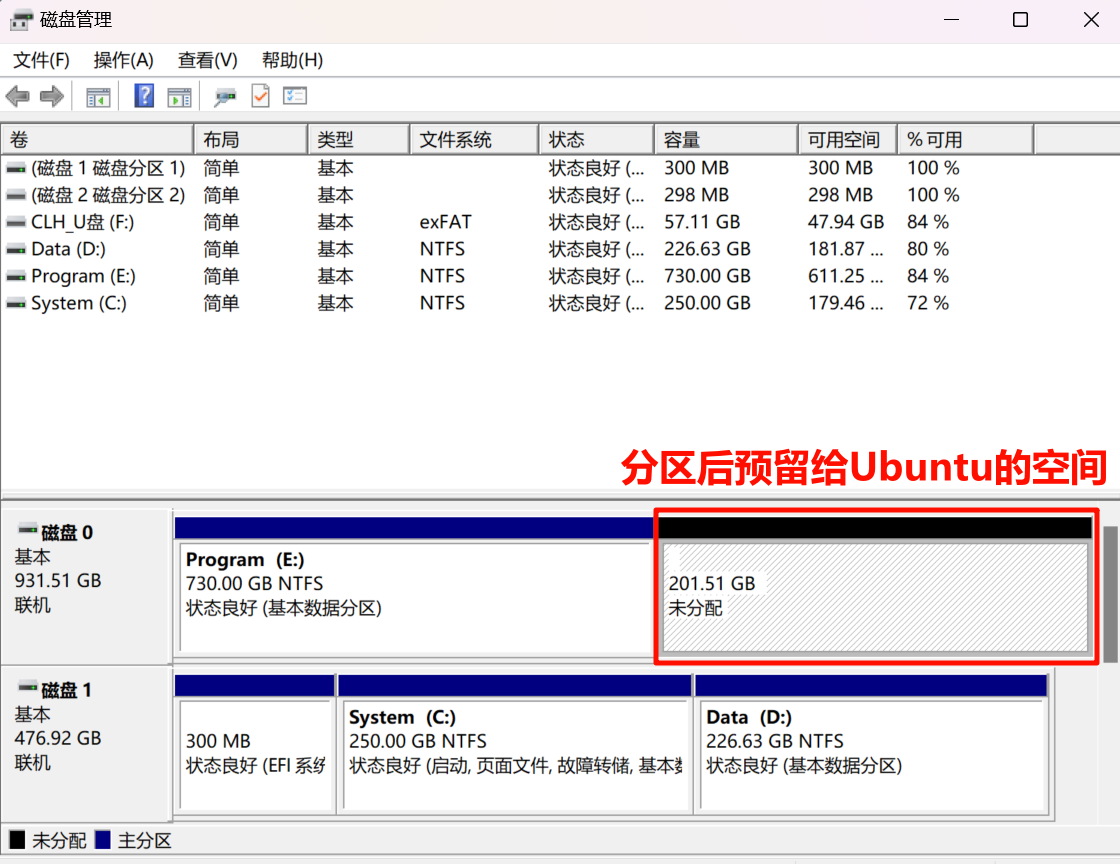 磁盘管理
文件(F) 操作(A) 查看(V) 帮助(H)
卷 布局 类型 文件系统 状态 容量 可用空间 % 可用
(磁盘 1 磁盘分区 1) 简单 基本 状态良好 (... 300 MB 300 MB 100 %
(磁盘 2 磁盘分区 2) 简单 基本 状态良好 (... 298 MB 298 MB 100 %
CLH_U盘 (F:) 简单 基本 exFAT 状态良好 (... 57.11 GB 47.94 GB 84 %
Data (D:) 简单 基本 NTFS 状态良好 (... 226.63 GB 181.87 ... 80 %
Program (E:) 简单 基本 NTFS 状态良好 (... 730.00 GB 611.25 ... 84 %
System (C:) 简单 基本 NTFS 状态良好 (... 250.00 GB 179.46 ... 72 %
分区后预留给Ubuntu的空间
磁盘 0
基本
931.51 GB
联机
Program (E:)
730.00 GB NTFS
状态良好 (基本数据分区)
201.51 GB
未分配
磁盘 1
基本
476.92 GB
联机
300 MB
状态良好 (EFI 系统
System (C:)
250.00 GB NTFS
状态良好 (启动, 页面文件, 故障转储, 基本数
Data (D:)
226.63 GB NTFS
状态良好 (基本数据分区)
未分配 主分区